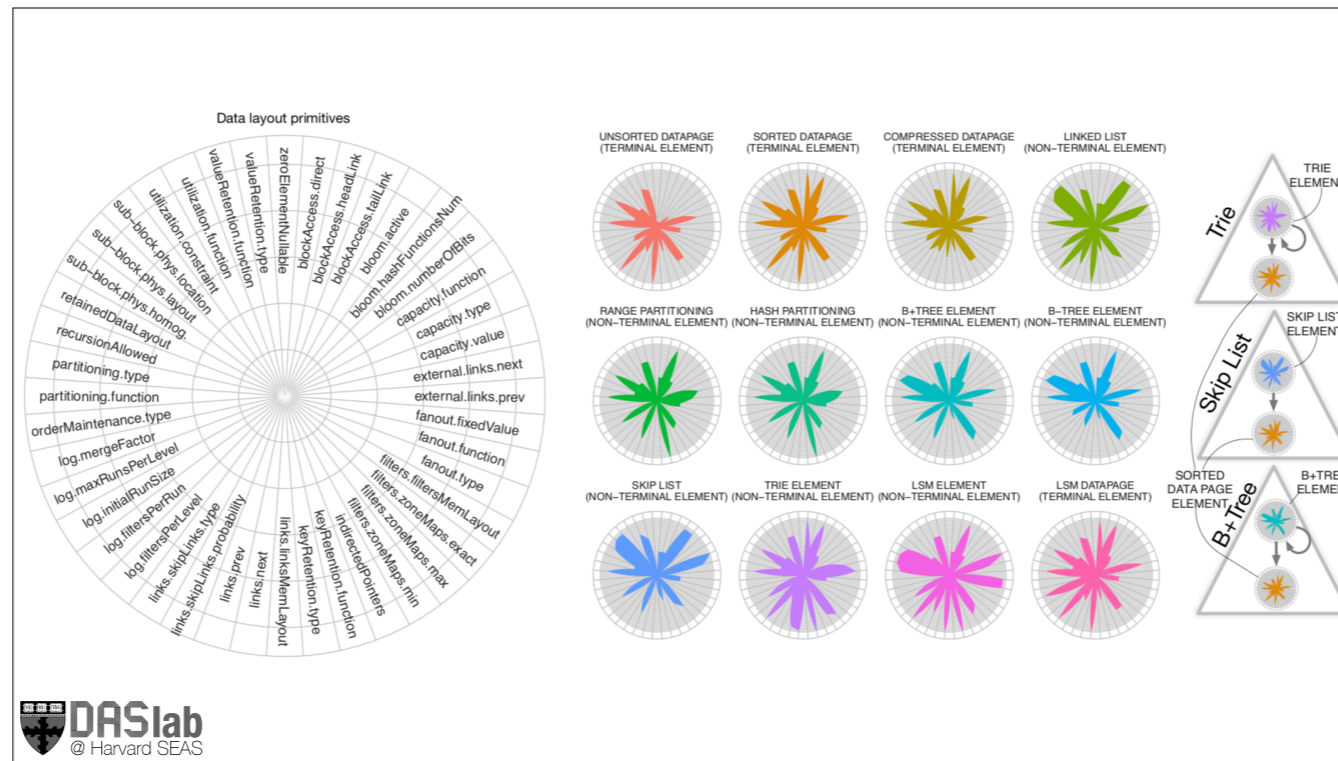 Data layout primitives
zeroElementNullable
blockAccess.direct
blockAccess.headLink
blockAccess.tailLink
bloom.active
bloom.hashFunctionsNum
bloom.numberOfBits
capacity.function
capacity.type
capacity.value
external.links.next
external.links.prev
fanout.fixedValue
fanout.function
fanout.type
filters.filtersMemLayout
filters.zoneMaps.exact
filters.zoneMaps.max
filters.zoneMaps.min
indirectedPointers
keyRetention.function
keyRetention.type
links.linksMemLayout
links.next
links.prev
links.skipLinks.probability
links.skipLinks.type
log.filtersPerLevel
log.filtersPerRun
log.initialRunSize
log.maxRunsPerLevel
log.mergeFactor
orderMaintenance.type
partitioning.function
partitioning.type
recursionAllowed
retainedDataLayout
sub-block.phys.homog.
sub-block.phys.layout
sub-block.phys.location
utilization.constraint
utilization.function
valueRetention.function
valueRetention.type
UNSORTED DATAPAGE
(TERMINAL ELEMENT)
SORTED DATAPAGE
(TERMINAL ELEMENT)
COMPRESSED DATAPAGE
(TERMINAL ELEMENT)
LINKED LIST
(NON-TERMINAL ELEMENT)
RANGE PARTITIONING
(NON-TERMINAL ELEMENT)
HASH PARTITIONING
(NON-TERMINAL ELEMENT)
B+TREE ELEMENT
(NON-TERMINAL ELEMENT)
B-TREE ELEMENT
(NON-TERMINAL ELEMENT)
SKIP LIST
(NON-TERMINAL ELEMENT)
TRIE ELEMENT
(NON-TERMINAL ELEMENT)
LSM ELEMENT
(NON-TERMINAL ELEMENT)
LSM DATAPAGE
(TERMINAL ELEMENT)
Trie
TRIE
ELEMENT
Skip List
SKIP LIST
ELEMENT
SORTED
DATA PAGE
ELEMENT
B+Tree
B+TREE
ELEMEN
DASlab
@ Harvard SEAS